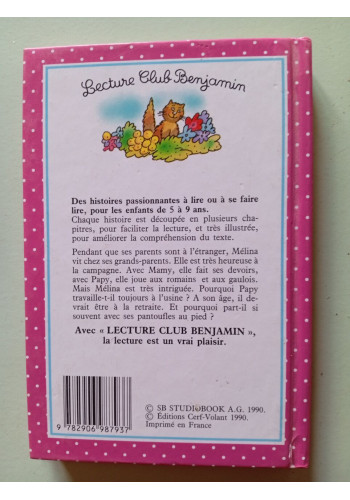 Lecture Club Benjamin
Des histoires passionnantes à lire ou à se faire
lire, pour les enfants de 5 à 9 ans.
Chaque histoire est découpée en plusieurs cha-
pitres, pour faciliter la lecture, et très illustrée,
pour améliorer la compréhension du texte.
Pendant que ses parents sont à l'étranger, Mélina
vit chez ses grands-parents. Elle est très heureuse à
la campagne. Avec Mamy, elle fait ses devoirs,
avec Papy, elle joue aux romains et aux gaulois.
Mais Mélina est très intriguée. Pourquoi Papy
travaille-t-il toujours à l'usine ? A son âge, il de-
vrait être à la retraite. Et pourquoi part-il si
souvent avec ses pantoufles au pied ?
Avec « LECTURE CLUB BENJAMIN »,
la lecture est un vrai plaisir.
© SB STUDIOBOOK A.G. 1990.
© Éditions Cerf-Volant 1990.
Imprimé en France
9 782906 987937